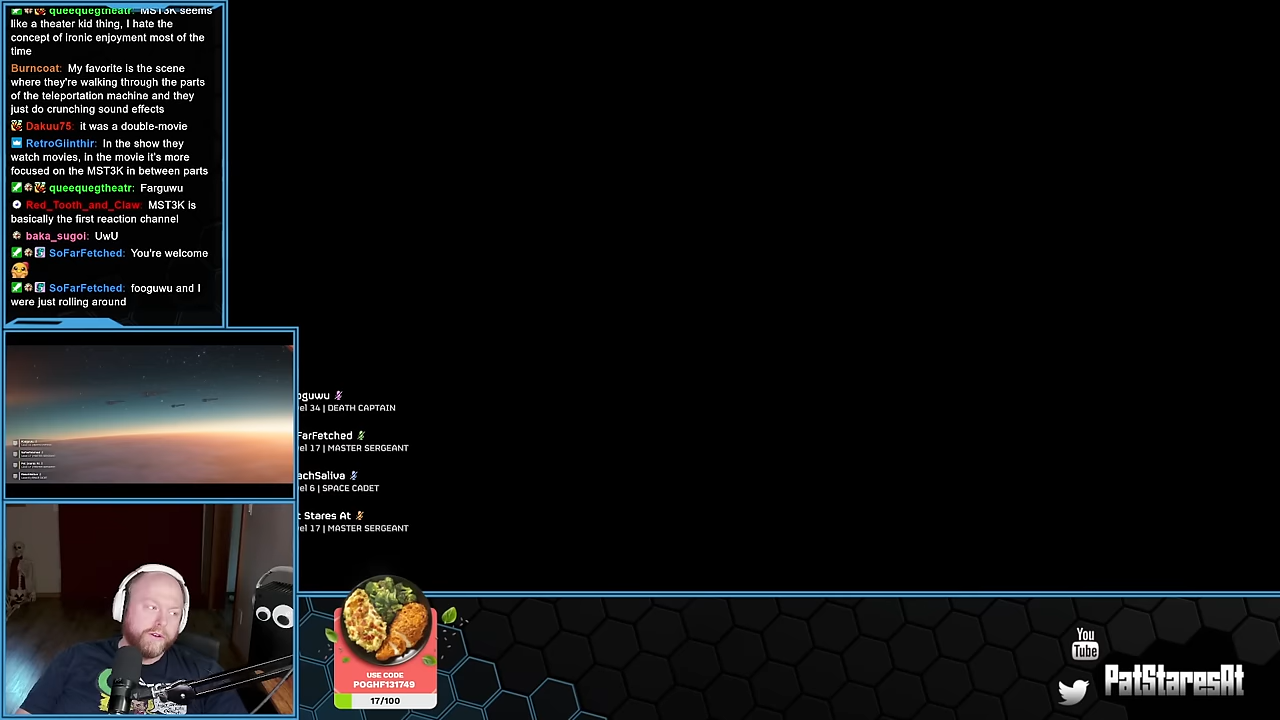 queequegtheatr: MST3K seems
like a theater kid thing, I hate the
concept of ironic enjoyment most of the
time
Burncoat: My favorite is the scene
where they're walking through the parts
of the teleportation machine and they
just do crunching sound effects
Dakuu75: it was a double-movie
RetroGiinthir: In the show they
watch movies, in the movie it's more
focused on the MST3K in between parts
queequegtheatr: Farguwu
Red_Tooth_and_Claw: MST3K is
basically the first reaction channel
baka_sugoi: UwU
SoFarFetched: You're welcome
SoFarFetched: fooguwu and I
were just rolling around
oguwu
el 34 | DEATH CAPTAIN
FarFetched
el 17 | MASTER SERGEANT
achSaliva
el 6 | SPACE CADET
t Stares At
el 17 | MASTER SERGEANT
USE CODE
POGHF131749
17/100
You
Tube
PatStaresAt